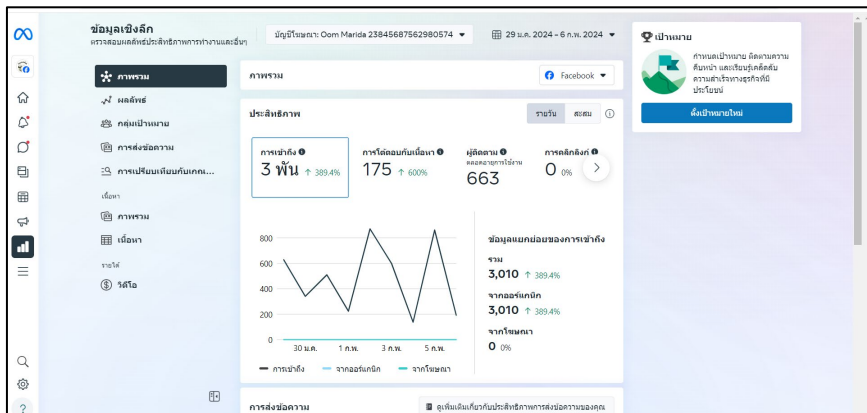 ข้อมูลเชิงลึก
ตรวจสอบผลลัพธ์ประสิทธิภาพการทำงานและอื่นๆ
บัญชีโฆษณา: Oom Marida 23845687562980574
29 ม.ค. 2024 – 6 ก.พ. 2024
ภาพรวม
ผลลัพธ์
กลุ่มเป้าหมาย
การส่งข้อความ
การเปรียบเทียบกับเกณ...
เนื้อหา
ภาพรวม
เนื้อหา
รายได้
วิดีโอ
ภาพรวม
Facebook
ประสิทธิภาพ
รายวัน
สะสม
การเข้าถึง
3 พัน ↑ 389.4%
การโต้ตอบกับเนื้อหา
175 ↑ 600%
ผู้ติดตาม
ตลอดอายุการใช้งาน
663
การคลิกลิงก์
0 0%
800
600
400
200
0
30 ม.ค.
1 ก.พ.
3 ก.พ.
5 ก.พ.
การเข้าถึง
จากออร์แกนิก
จากโฆษณา
ข้อมูลแยกย่อยของการเข้าถึง
รวม
3,010 ↑ 389.4%
จากออร์แกนิก
3,010 ↑ 389.4%
จากโฆษณา
0 0%
การส่งข้อความ
ดูเพิ่มเติมเกี่ยวกับประสิทธิภาพการส่งข้อความของคุณ
เป้าหมาย
กำหนดเป้าหมาย ติดตามความ
คืบหน้า และเรียนรู้เคล็ดลับ
ความสำเร็จทางธุรกิจที่มี
ประโยชน์
ตั้งเป้าหมายใหม่